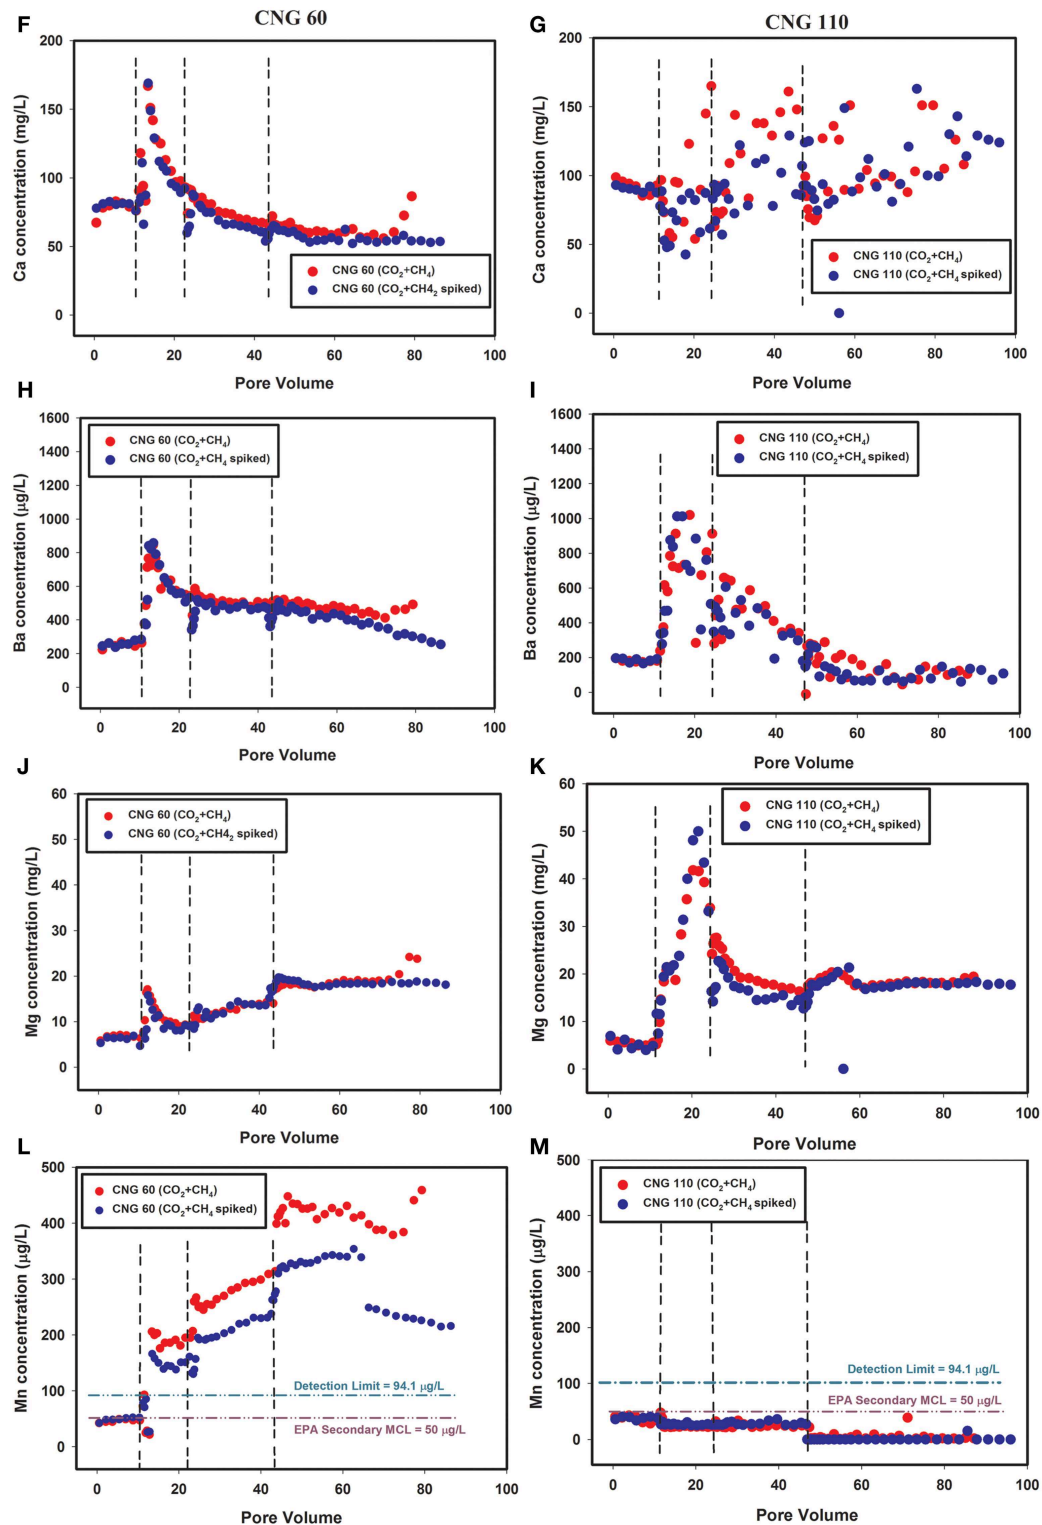 F CNG 60
200
150
100
50
0
Ca concentration (mg/L)
CNG 60 (CO₂+CH₄)
CNG 60 (CO₂+CH4₂ spiked)
0 20 40 60 80 100
Pore Volume
G CNG 110
200
150
100
50
0
Ca concentration (mg/L)
CNG 110 (CO₂+CH₄)
CNG 110 (CO₂+CH₄ spiked)
0 20 40 60 80 100
Pore Volume
H
1600
1400
1200
1000
800
600
400
200
0
Ba concentration (μg/L)
CNG 60 (CO₂+CH₄)
CNG 60 (CO₂+CH₄ spiked)
0 20 40 60 80 100
Pore Volume
I
1600
1400
1200
1000
800
600
400
200
0
Ba concentration (μg/L)
CNG 110 (CO₂+CH₄)
CNG 110 (CO₂+CH₄ spiked)
0 20 40 60 80 100
Pore Volume
J
60
50
40
30
20
10
0
Mg concentration (mg/L)
CNG 60 (CO₂+CH₄)
CNG 60 (CO₂+CH4₂ spiked)
0 20 40 60 80 100
Pore Volume
K
60
50
40
30
20
10
0
Mg concentration (mg/L)
CNG 110 (CO₂+CH₄)
CNG 110 (CO₂+CH₄ spiked)
0 20 40 60 80 100
Pore Volume
L
500
400
300
200
100
0
Mn concentration (μg/L)
CNG 60 (CO₂+CH₄)
CNG 60 (CO₂+CH₄ spiked)
Detection Limit = 94.1 μg/L
EPA Secondary MCL = 50 μg/L
0 20 40 60 80 100
Pore Volume
M
500
400
300
200
100
0
Mn concentration (μg/L)
CNG 110 (CO₂+CH₄)
CNG 110 (CO₂+CH₄ spiked)
Detection Limit = 94.1 μg/L
EPA Secondary MCL = 50 μg/L
0 20 40 60 80 100
Pore Volume